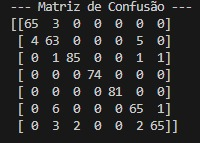 --- Matriz de Confusão ---
[[65 3 0 0 0 0 0]
[ 4 63 0 0 0 5 0]
[ 0 1 85 0 0 1 1]
[ 0 0 0 74 0 0 0]
[ 0 0 0 0 81 0 0]
[ 0 6 0 0 0 65 1]
[ 0 3 2 0 0 2 65]]